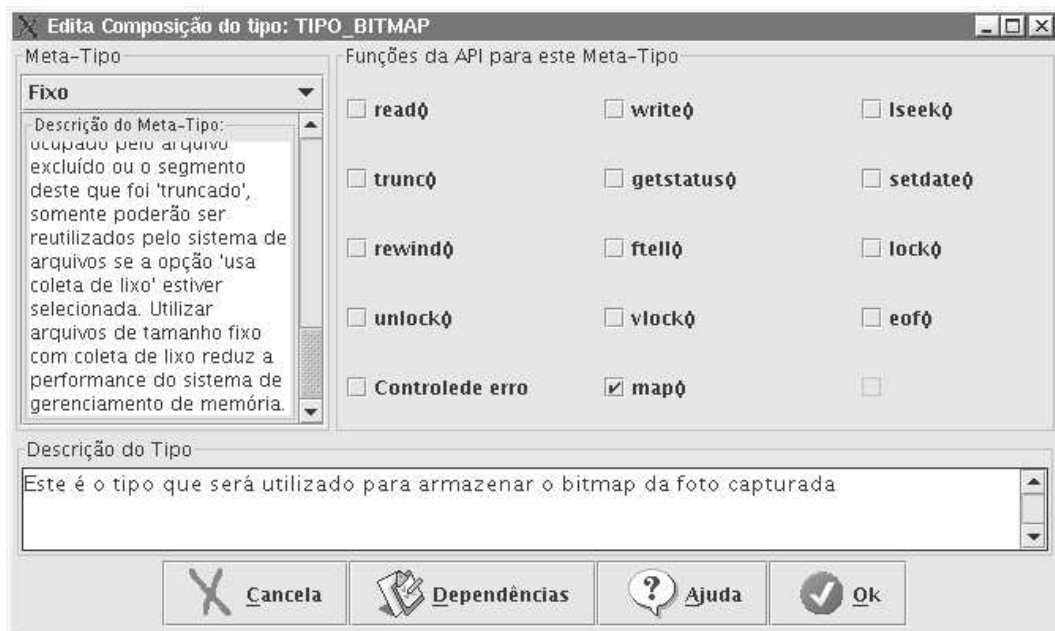 Edita Composição do tipo: TIPO_BITMAP
Meta-Tipo
Fixo
Descrição do Meta-Tipo:
ocupado pelo arquivo
excluído ou o segmento
deste que foi 'truncado',
somente poderão ser
reutilizados pelo sistema de
arquivos se a opção 'usa
coleta de lixo' estiver
selecionada. Utilizar
arquivos de tamanho fixo
com coleta de lixo reduz a
performance do sistema de
gerenciamento de memória.
Funções da API para este Meta-Tipo
read() write() lseek()
trunc() getstatus() setdate()
rewind() ftell() lock()
unlock() vlock() eof()
Controlede erro map()
Descrição do Tipo
Este é o tipo que será utilizado para armazenar o bitmap da foto capturada
Cancela Dependências Ajuda Ok